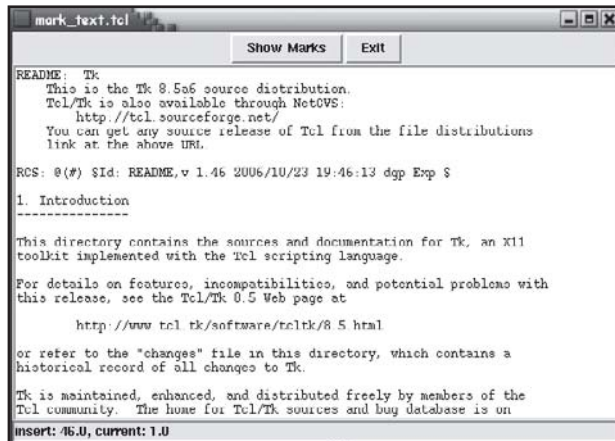 mark_text.tcl
Show Marks Exit
README: Tk
This is the Tk 8.5a6 source distribution.
Tcl/Tk is also available through NetCVS:
http://tcl.sourceforge.net/
You can get any source release of Tcl from the file distributions
link at the above URL.
RCS: @(#) $Id: README,v 1.46 2006/10/23 19:46:13 dgp Exp $
1. Introduction
---------------
This directory contains the sources and documentation for Tk, an X11
toolkit implemented with the Tcl scripting language.
For details on features, incompatibilities, and potential problems with
this release, see the Tcl/Tk 8.5 Web page at
http://www.tcl.tk/software/tcltk/8.5.html
or refer to the "changes" file in this directory, which contains a
historical record of all changes to Tk.
Tk is maintained, enhanced, and distributed freely by members of the
Tcl community. The home for Tcl/Tk sources and bug database is on
insert: 46.0, current: 1.0